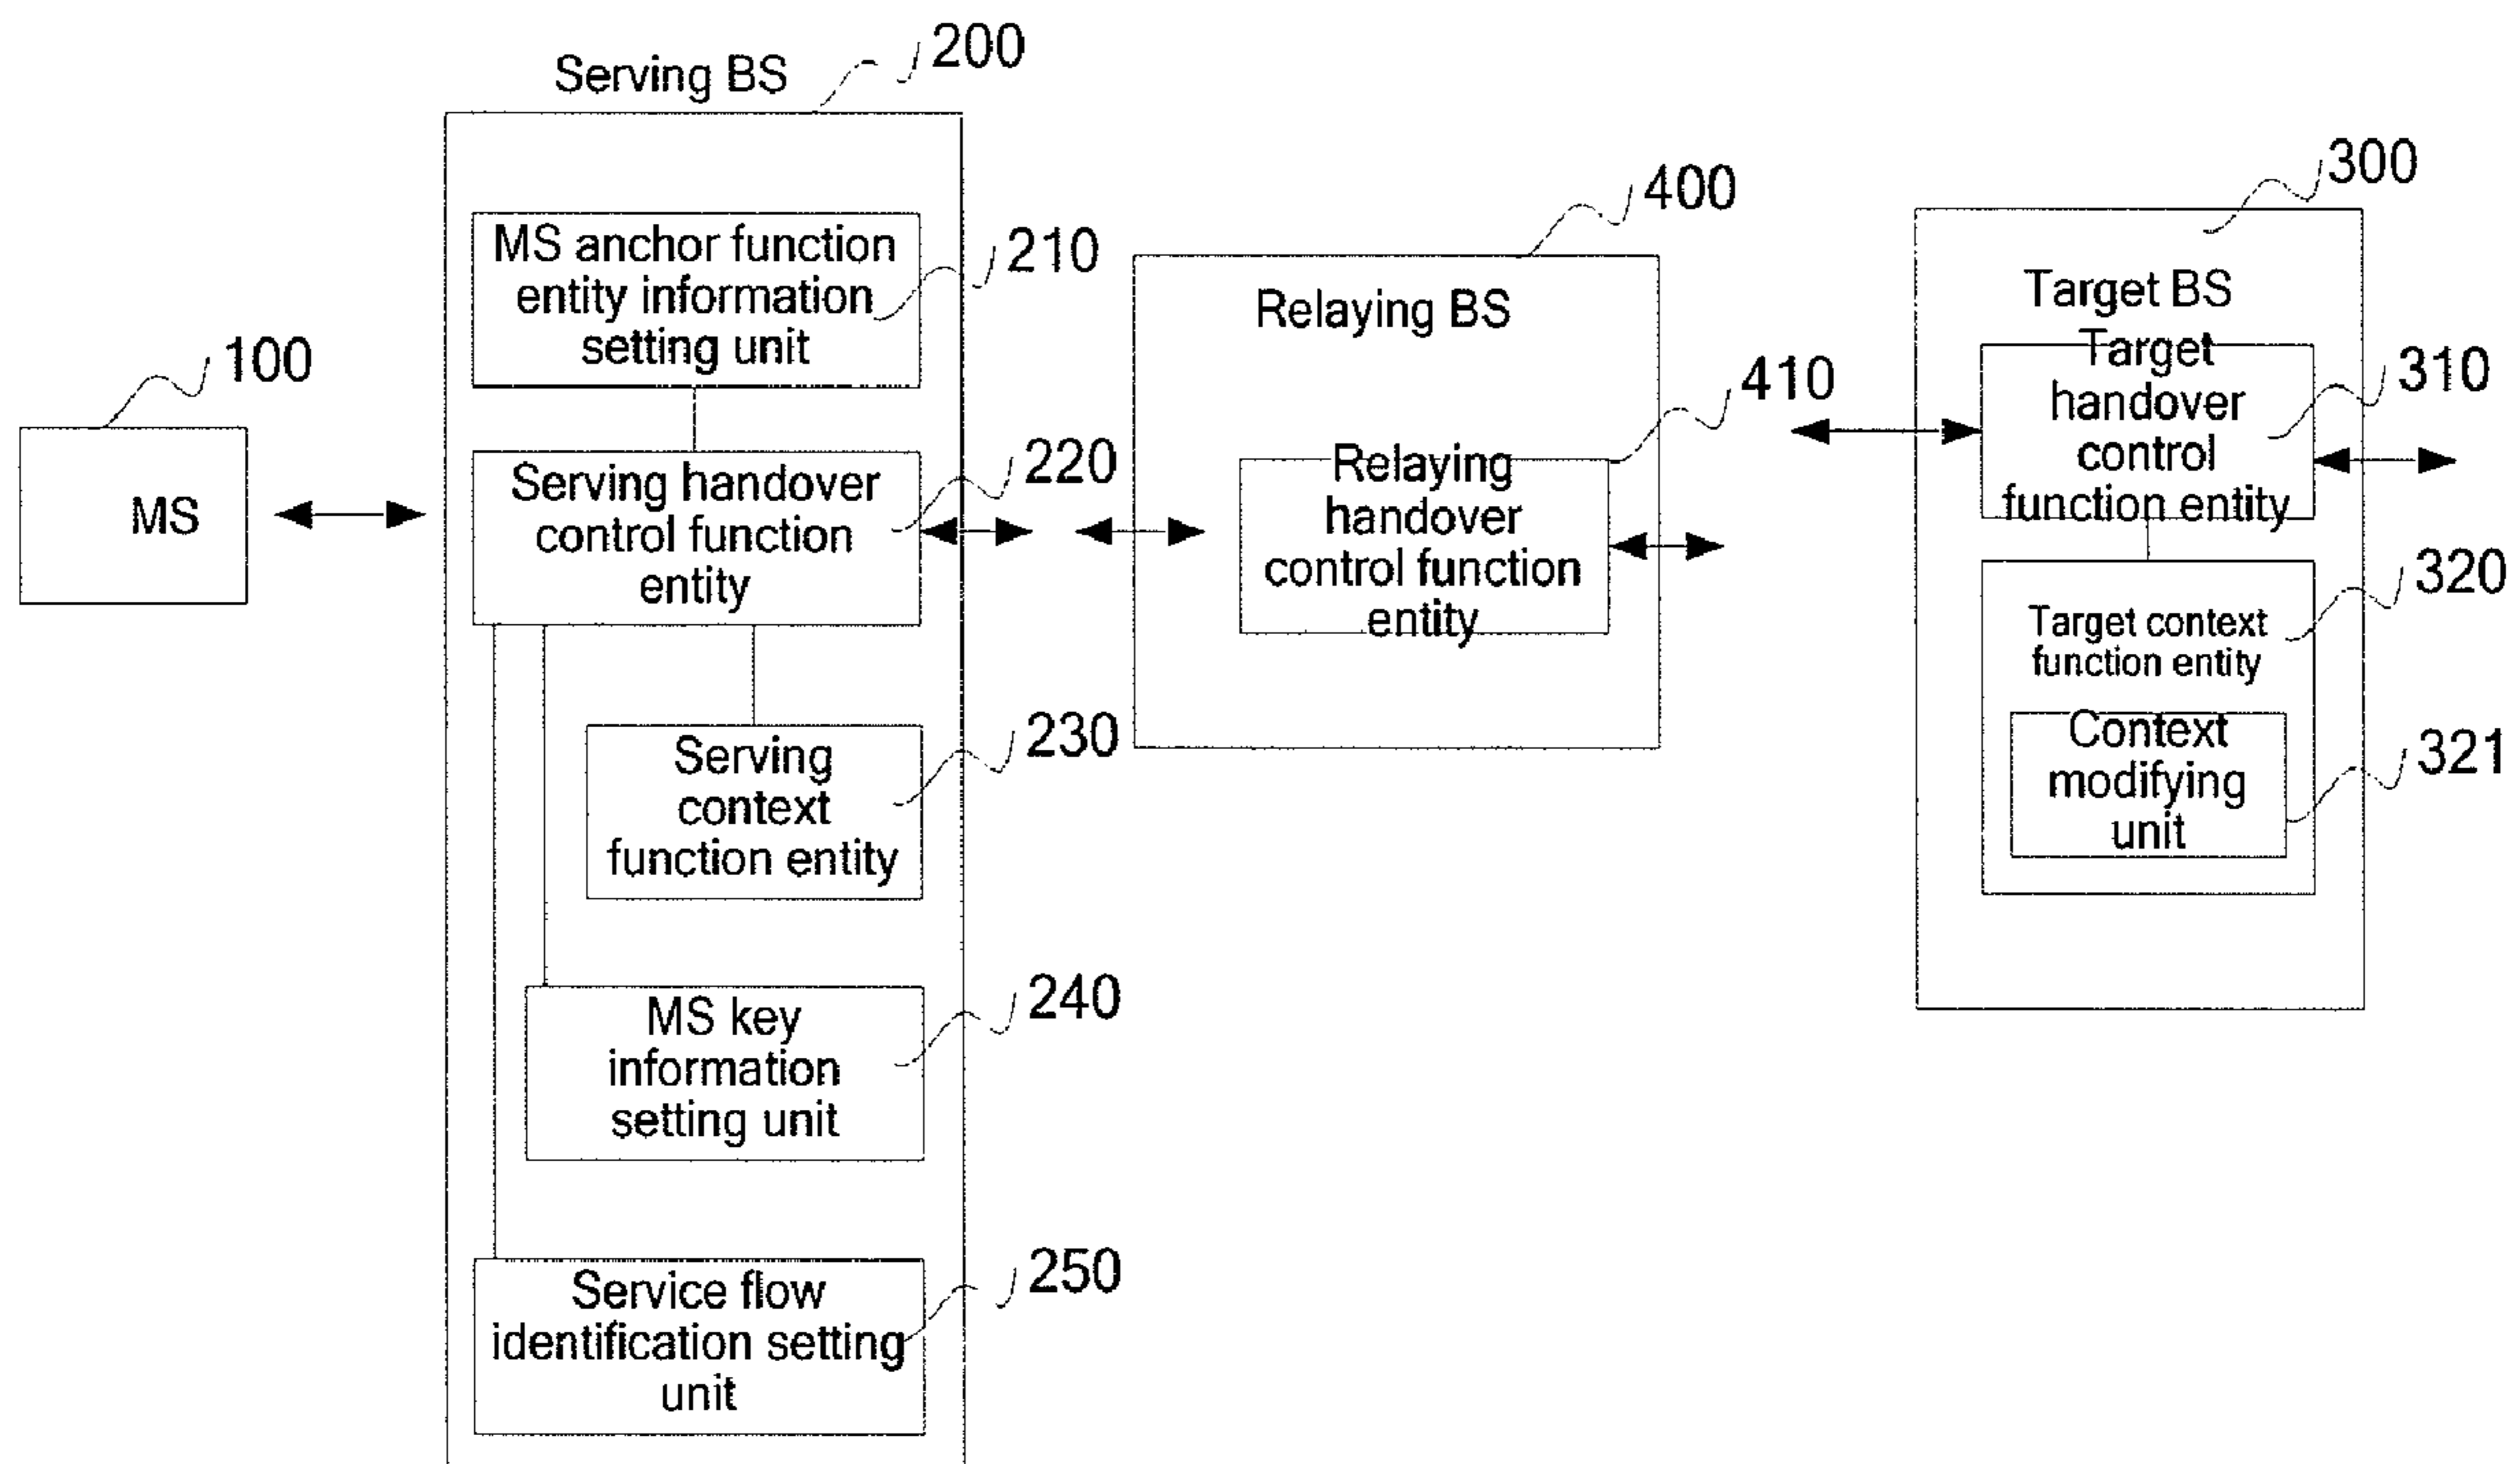 Serving BS
200
MS anchor function
entity information
setting unit
210
100
MS
Serving handover
control function
entity
220
Serving
context
function entity
230
MS key
information
setting unit
240
Service flow
identification setting
unit
250
400
Relaying BS
410
Relaying
handover
control function
entity
300
Target BS
Target
handover
control
function entity
310
Target context
function entity
320
Context
modifying
unit
321